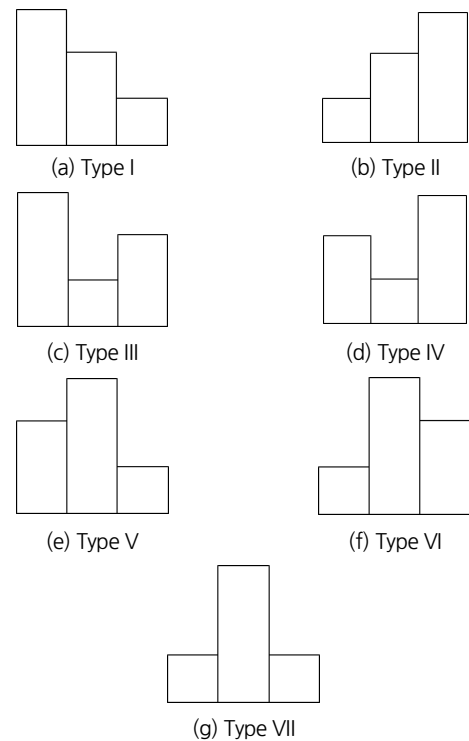 (a) Type I
(b) Type II
(c) Type III
(d) Type IV
(e) Type V
(f) Type VI
(g) Type VII